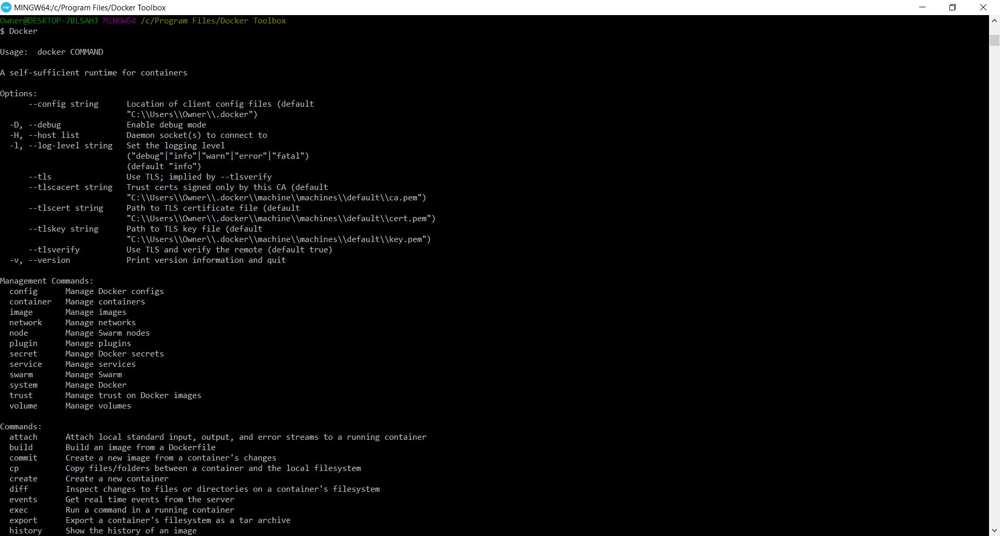 MINGW64:/c/Program Files/Docker Toolbox
Owner@DESKTOP-7BLSAHJ MINGW64 /c/Program Files/Docker Toolbox
$ Docker
Usage:  docker COMMAND
A self-sufficient runtime for containers
Options:
      --config string      Location of client config files (default
                           "C:\\Users\\Owner\\.docker")
  -D, --debug              Enable debug mode
  -H, --host list          Daemon socket(s) to connect to
  -l, --log-level string   Set the logging level
                           ("debug"|"info"|"warn"|"error"|"fatal")
                           (default "info")
      --tls                Use TLS; implied by --tlsverify
      --tlscacert string   Trust certs signed only by this CA (default
                           "C:\\Users\\Owner\\.docker\\machine\\machines\\default\\ca.pem")
      --tlscert string     Path to TLS certificate file (default
                           "C:\\Users\\Owner\\.docker\\machine\\machines\\default\\cert.pem")
      --tlskey string      Path to TLS key file (default
                           "C:\\Users\\Owner\\.docker\\machine\\machines\\default\\key.pem")
      --tlsverify          Use TLS and verify the remote (default true)
  -v, --version            Print version information and quit
Management Commands:
  config      Manage Docker configs
  container   Manage containers
  image       Manage images
  network     Manage networks
  node        Manage Swarm nodes
  plugin      Manage plugins
  secret      Manage Docker secrets
  service     Manage services
  swarm       Manage Swarm
  system      Manage Docker
  trust       Manage trust on Docker images
  volume      Manage volumes
Commands:
  attach      Attach local standard input, output, and error streams to a running container
  build       Build an image from a Dockerfile
  commit      Create a new image from a container's changes
  cp          Copy files/folders between a container and the local filesystem
  create      Create a new container
  diff        Inspect changes to files or directories on a container's filesystem
  events      Get real time events from the server
  exec        Run a command in a running container
  export      Export a container's filesystem as a tar archive
  history     Show the history of an image